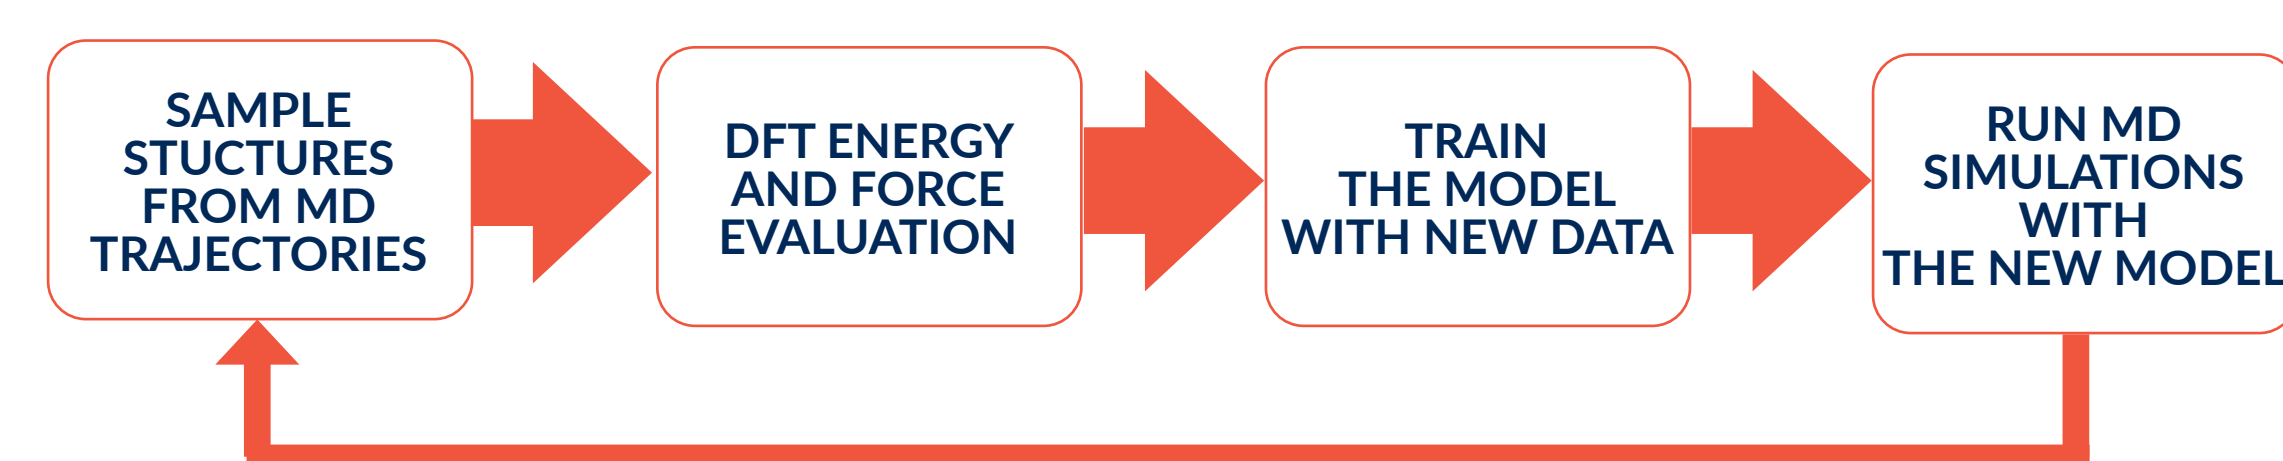 SAMPLE
STUCTURES
FROM MD
TRAJECTORIES
DFT ENERGY
AND FORCE
EVALUATION
TRAIN
THE MODEL
WITH NEW DATA
RUN MD
SIMULATIONS
WITH
THE NEW MODEL